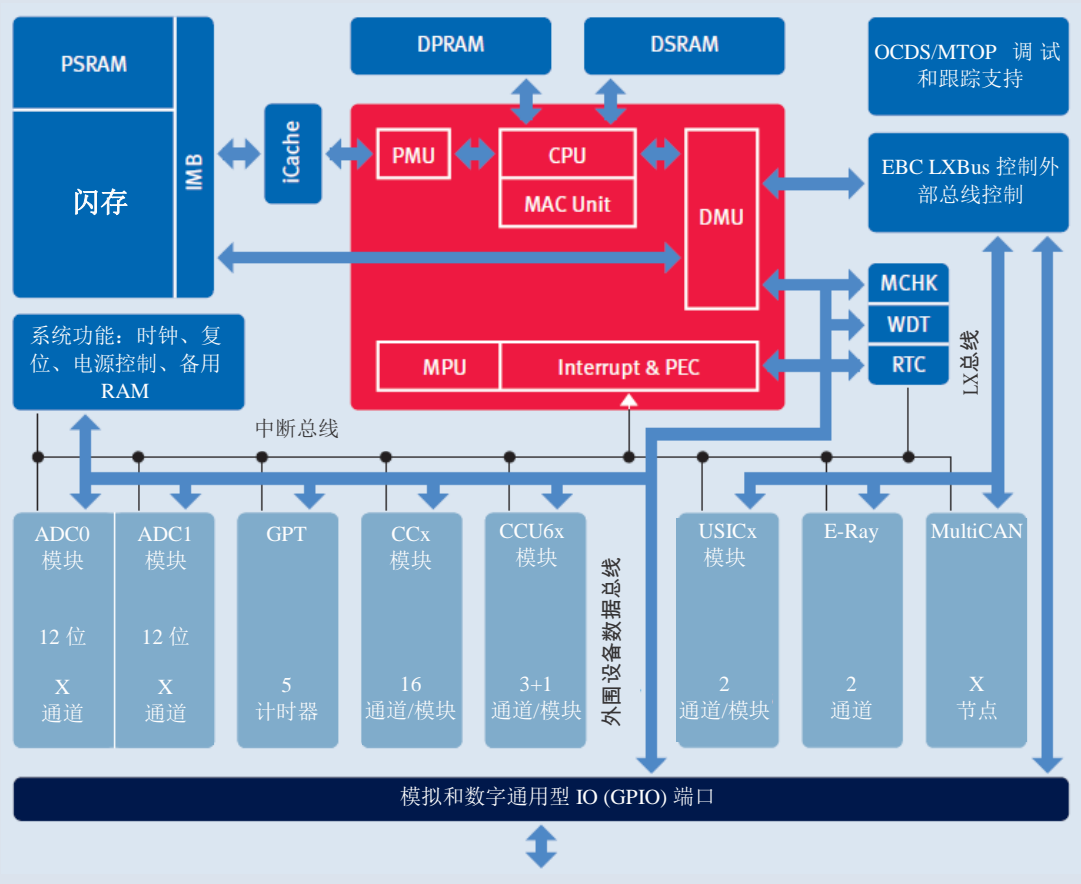 PSRAM
闪存
IMB
iCache
DPRAM
DSRAM
PMU
CPU
MAC Unit
DMU
MPU
Interrupt & PEC
OCDS/MTOP 调 试
和跟踪支持
EBC LXBus 控制外
部总线控制
MCHK
WDT
RTC
LX总线
系统功能：时钟、复
位、电源控制、备用
RAM
中断总线
ADC0
模块
12 位
X
通道
ADC1
模块
12 位
X
通道
GPT
5
计时器
CCx
模块
16
通道/模块
CCU6x
模块
3+1
通道/模块
外围设备数据总线
USICx
模块
2
通道/模块
E-Ray
2
通道
MultiCAN
X
节点
模拟和数字通用型 IO (GPIO) 端口